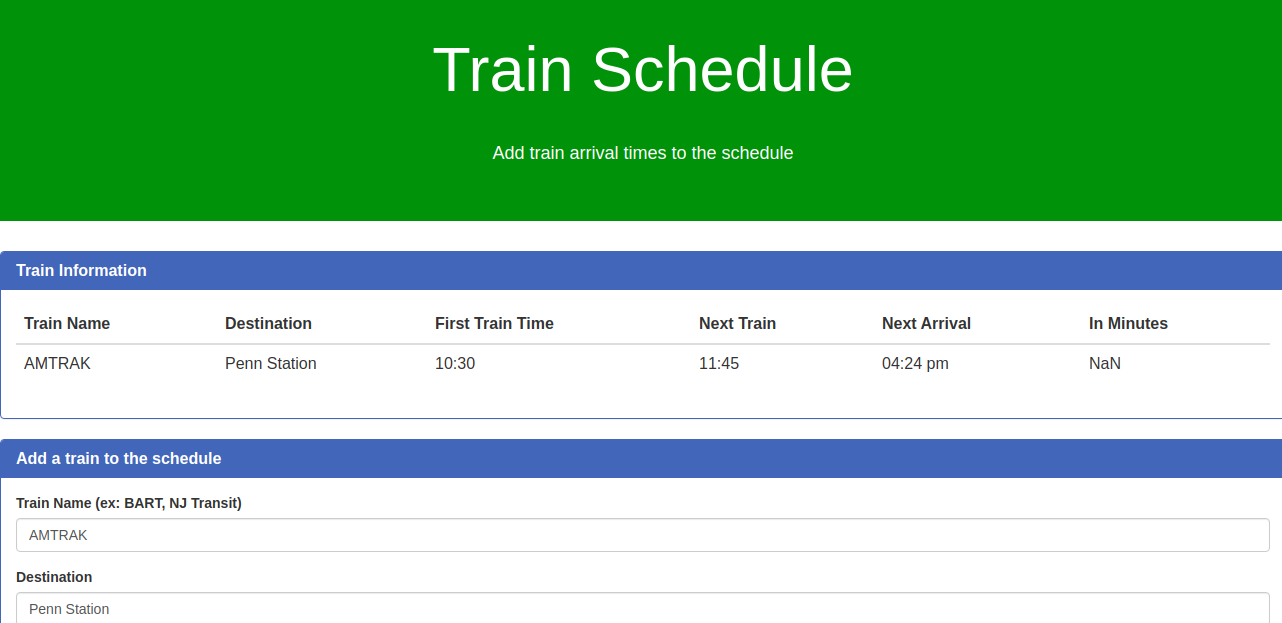 Train Schedule
Add train arrival times to the schedule
Train Information
Train Name Destination First Train Time Next Train Next Arrival In Minutes
AMTRAK Penn Station 10:30 11:45 04:24 pm NaN
Add a train to the schedule
Train Name (ex: BART, NJ Transit)
AMTRAK
Destination
Penn Station